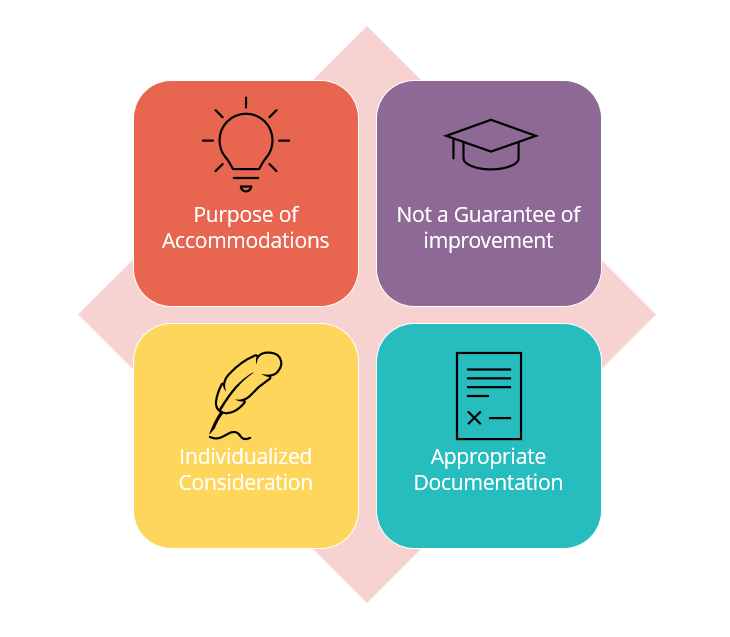 Purpose of
Accommodations
Not a Guarantee of
improvement
Individualized
Consideration
Appropriate
Documentation